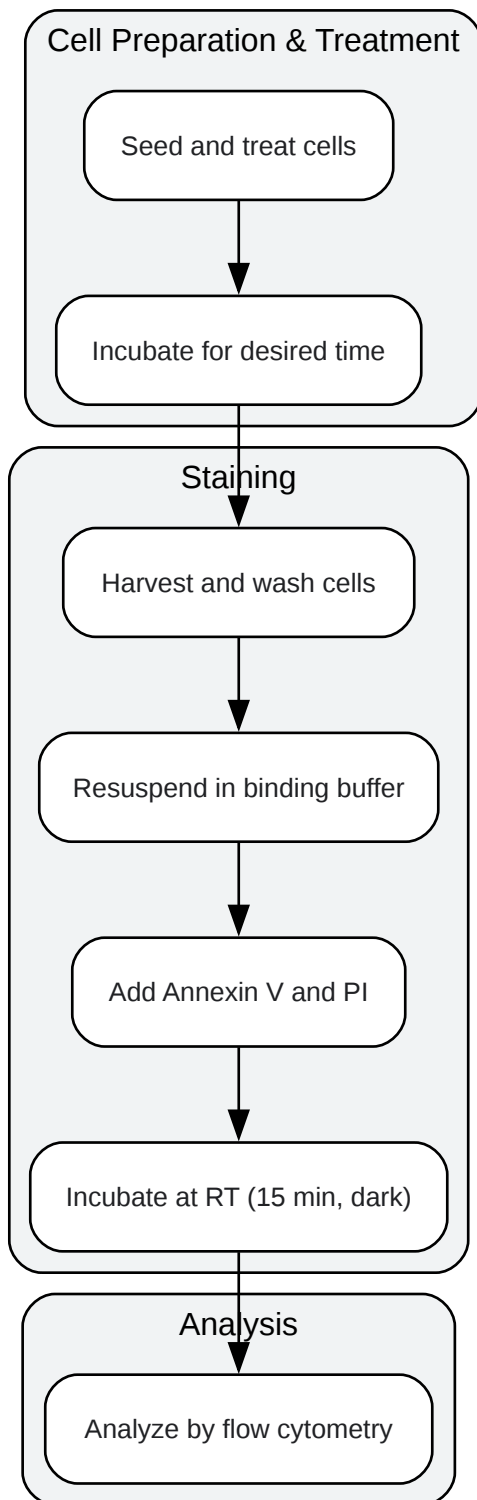 Cell Preparation & Treatment
Seed and treat cells
Incubate for desired time
Staining
Harvest and wash cells
Resuspend in binding buffer
Add Annexin V and PI
Incubate at RT (15 min, dark)
Analysis
Analyze by flow cytometry